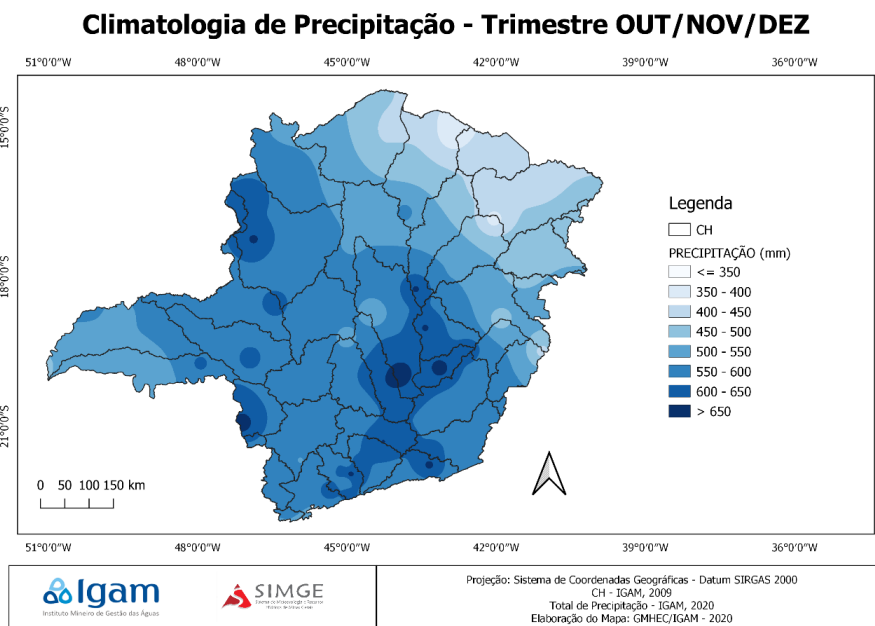 Climatologia de Precipitação - Trimestre OUT/NOV/DEZ
51°0'0"W 48°0'0"W 45°0'0"W 42°0'0"W 39°0'0"W 36°0'0"W
15°0'0"S
18°0'0"S
21°0'0"S
Legenda
CH
PRECIPITAÇÃO (mm)
<= 350
350 - 400
400 - 450
450 - 500
500 - 550
550 - 600
600 - 650
> 650
0 50 100 150 km
51°0'0"W 48°0'0"W 45°0'0"W 42°0'0"W 39°0'0"W 36°0'0"W
Igam
Instituto Mineiro de Gestão das Águas
SIMGE
Projeção: Sistema de Coordenadas Geográficas - Datum SIRGAS 2000
CH - IGAM, 2009
Total de Precipitação - IGAM, 2020
Elaboração do Mapa: GMHEC/IGAM - 2020